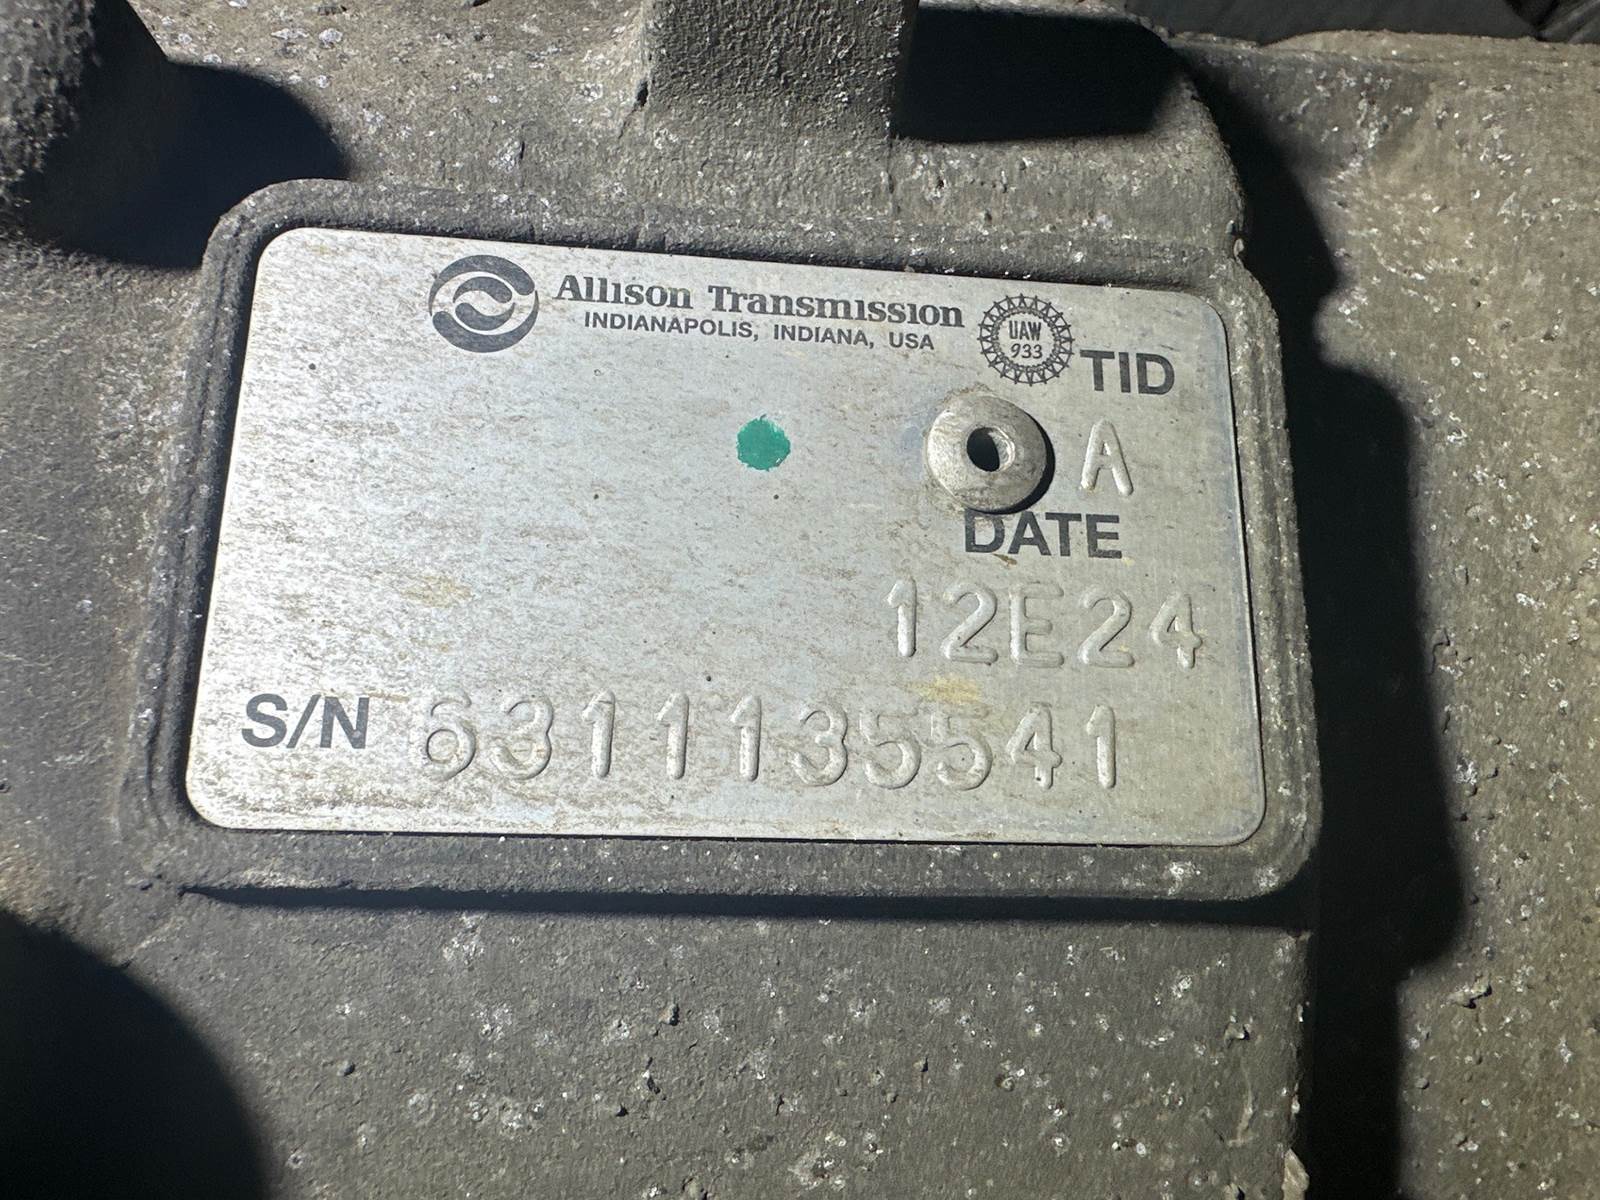 Allison Transmission
INDIANAPOLIS, INDIANA, USA
UAW
933
TID
A
DATE
12E24
S/N 6311135541